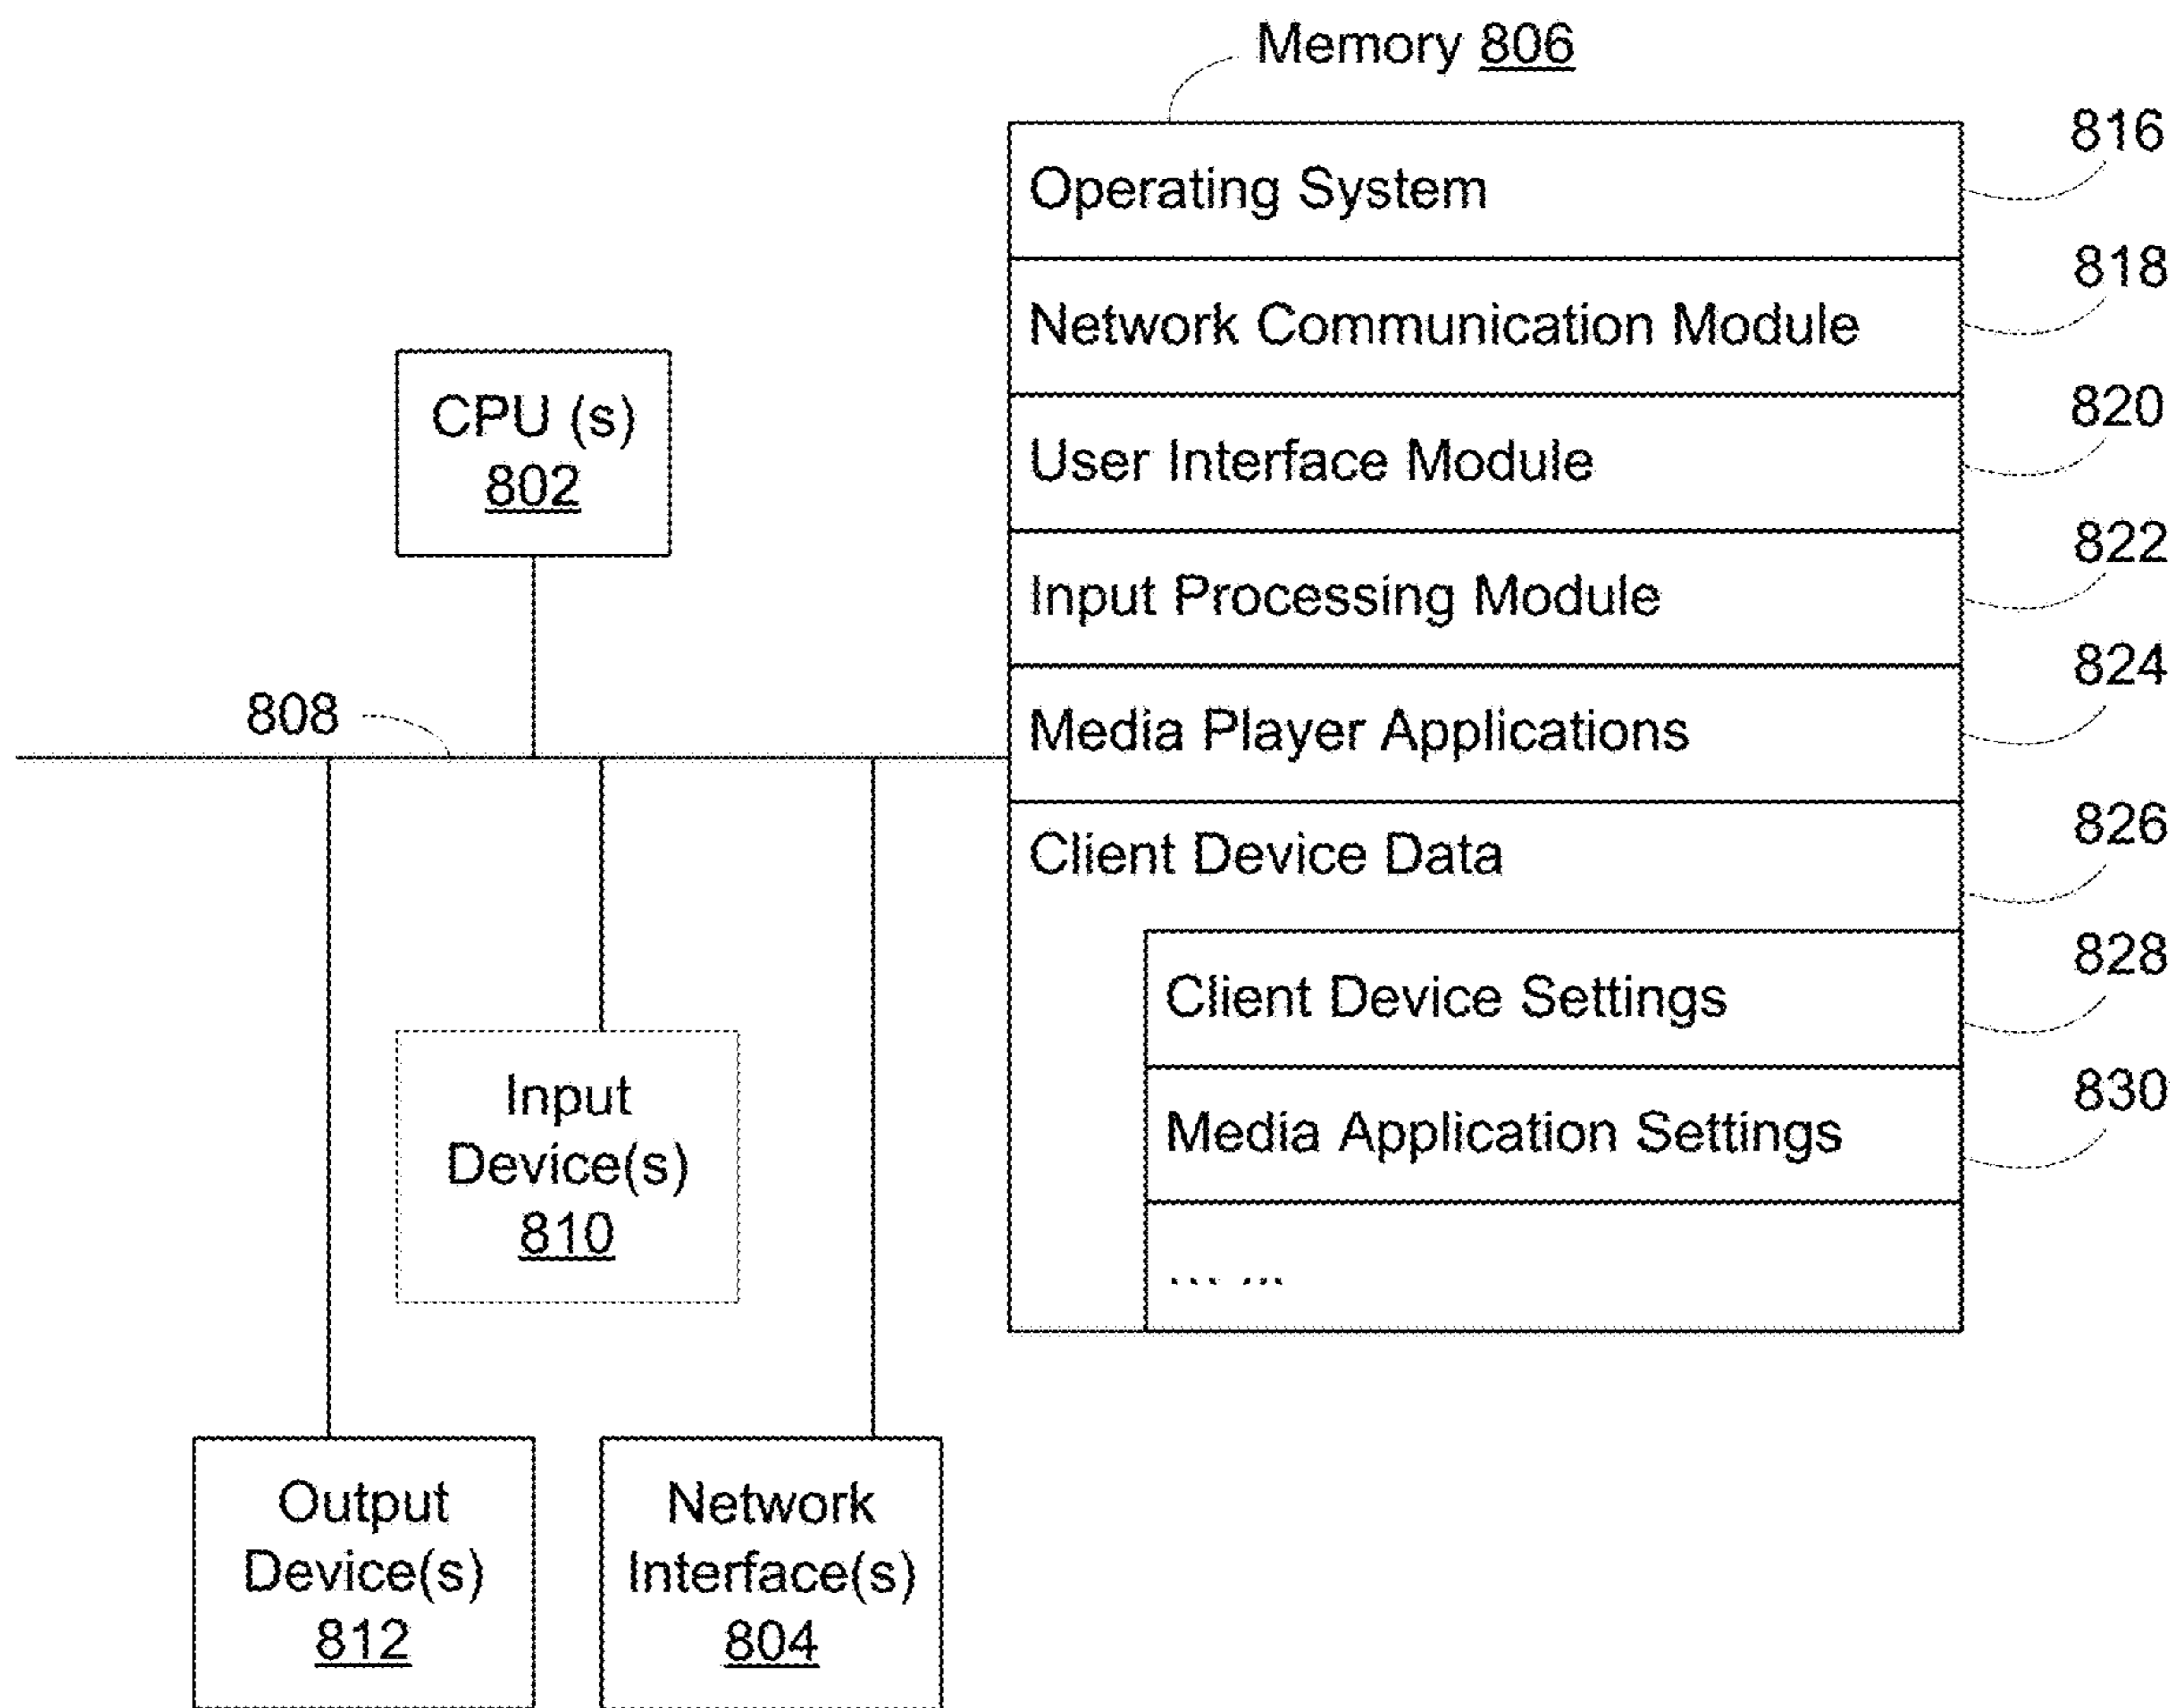 Memory 806
816
Operating System
818
Network Communication Module
820
User Interface Module
822
Input Processing Module
824
Media Player Applications
826
Client Device Data
828
Client Device Settings
830
Media Application Settings
... ...
CPU (s)
802
808
Input
Device(s)
810
Output
Device(s)
812
Network
Interface(s)
804